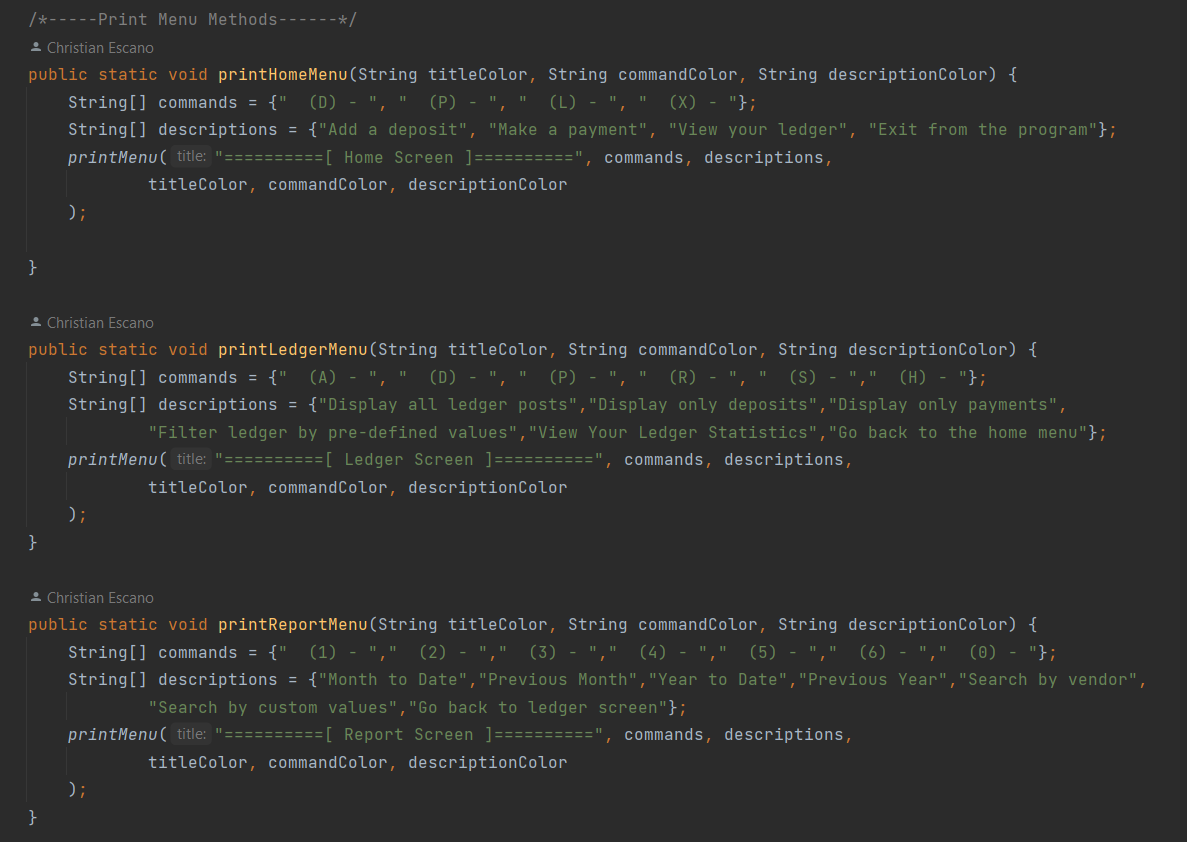 /*-----Print Menu Methods------*/
Christian Escano
public static void printHomeMenu(String titleColor, String commandColor, String descriptionColor) {
    String[] commands = {"  (D) - ", "  (P) - ", "  (L) - ", "  (X) - "};
    String[] descriptions = {"Add a deposit", "Make a payment", "View your ledger", "Exit from the program"};
    printMenu( title: "==========[ Home Screen ]==========", commands, descriptions,
            titleColor, commandColor, descriptionColor
    );
}
Christian Escano
public static void printLedgerMenu(String titleColor, String commandColor, String descriptionColor) {
    String[] commands = {"  (A) - ", "  (D) - ", "  (P) - ", "  (R) - ", "  (S) - ","  (H) - "};
    String[] descriptions = {"Display all ledger posts","Display only deposits","Display only payments",
            "Filter ledger by pre-defined values","View Your Ledger Statistics","Go back to the home menu"};
    printMenu( title: "==========[ Ledger Screen ]==========", commands, descriptions,
            titleColor, commandColor, descriptionColor
    );
}
Christian Escano
public static void printReportMenu(String titleColor, String commandColor, String descriptionColor) {
    String[] commands = {"  (1) - ","  (2) - ","  (3) - ","  (4) - ","  (5) - ","  (6) - ","  (0) - "};
    String[] descriptions = {"Month to Date","Previous Month","Year to Date","Previous Year","Search by vendor",
            "Search by custom values","Go back to ledger screen"};
    printMenu( title: "==========[ Report Screen ]==========", commands, descriptions,
            titleColor, commandColor, descriptionColor
    );
}